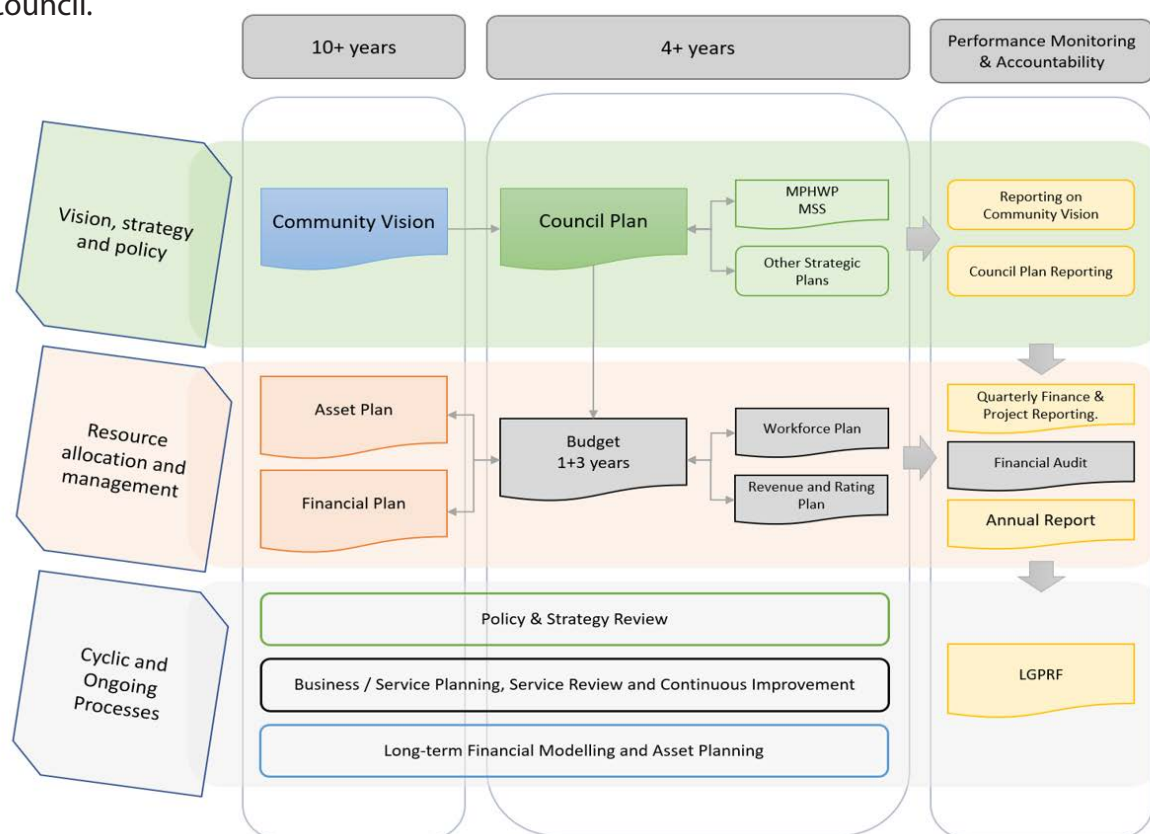 Council.
10+ years
4+ years
Performance Monitoring
& Accountability
Vision, strategy
and policy
Community Vision
Council Plan
MPHWP
MSS
Other Strategic
Plans
Reporting on
Community Vision
Council Plan Reporting
Resource
allocation and
management
Asset Plan
Financial Plan
Budget
1+3 years
Workforce Plan
Revenue and Rating
Plan
Quarterly Finance &
Project Reporting.
Financial Audit
Annual Report
Cyclic and
Ongoing
Processes
Policy & Strategy Review
Business / Service Planning, Service Review and Continuous Improvement
Long-term Financial Modelling and Asset Planning
LGPRF